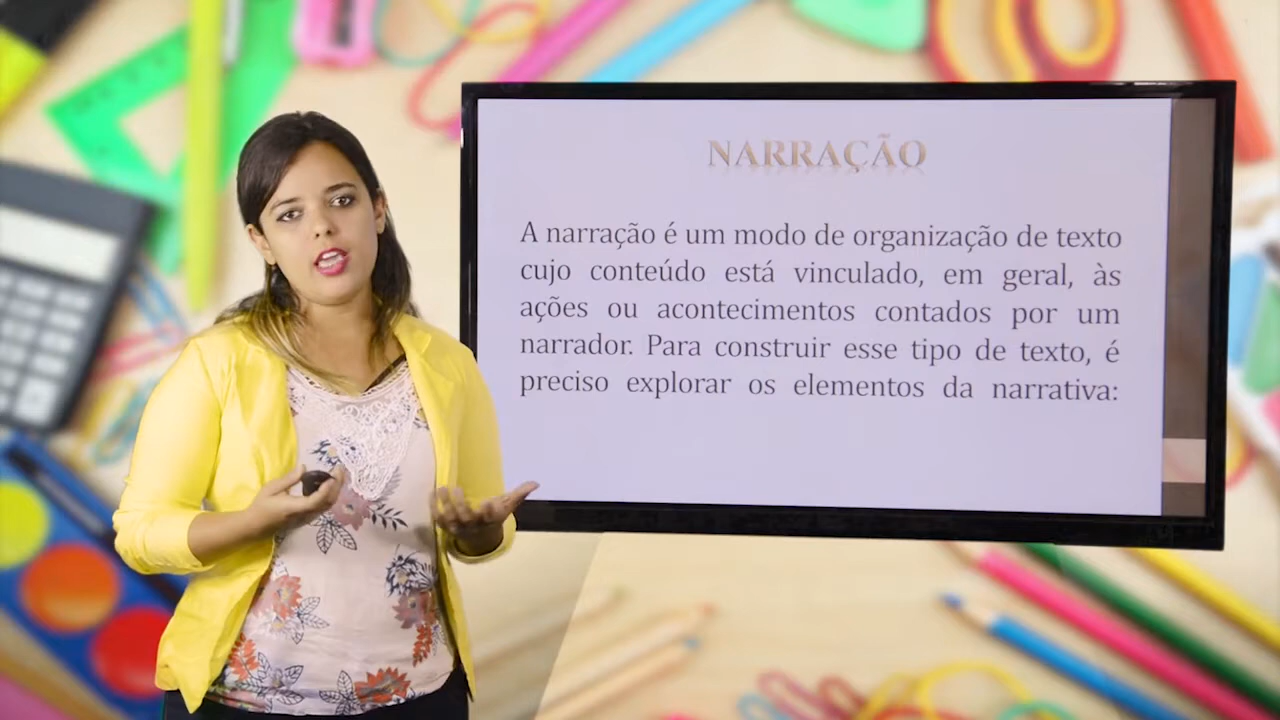 NARRAÇÃO
A narração é um modo de organização de texto
cujo conteúdo está vinculado, em geral, às
ações ou acontecimentos contados por um
narrador. Para construir esse tipo de texto, é
preciso explorar os elementos da narrativa: